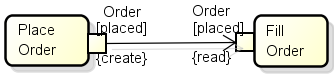 Place
Order
Order
[placed]
{create}
Order
[placed]
{read}
Fill
Order